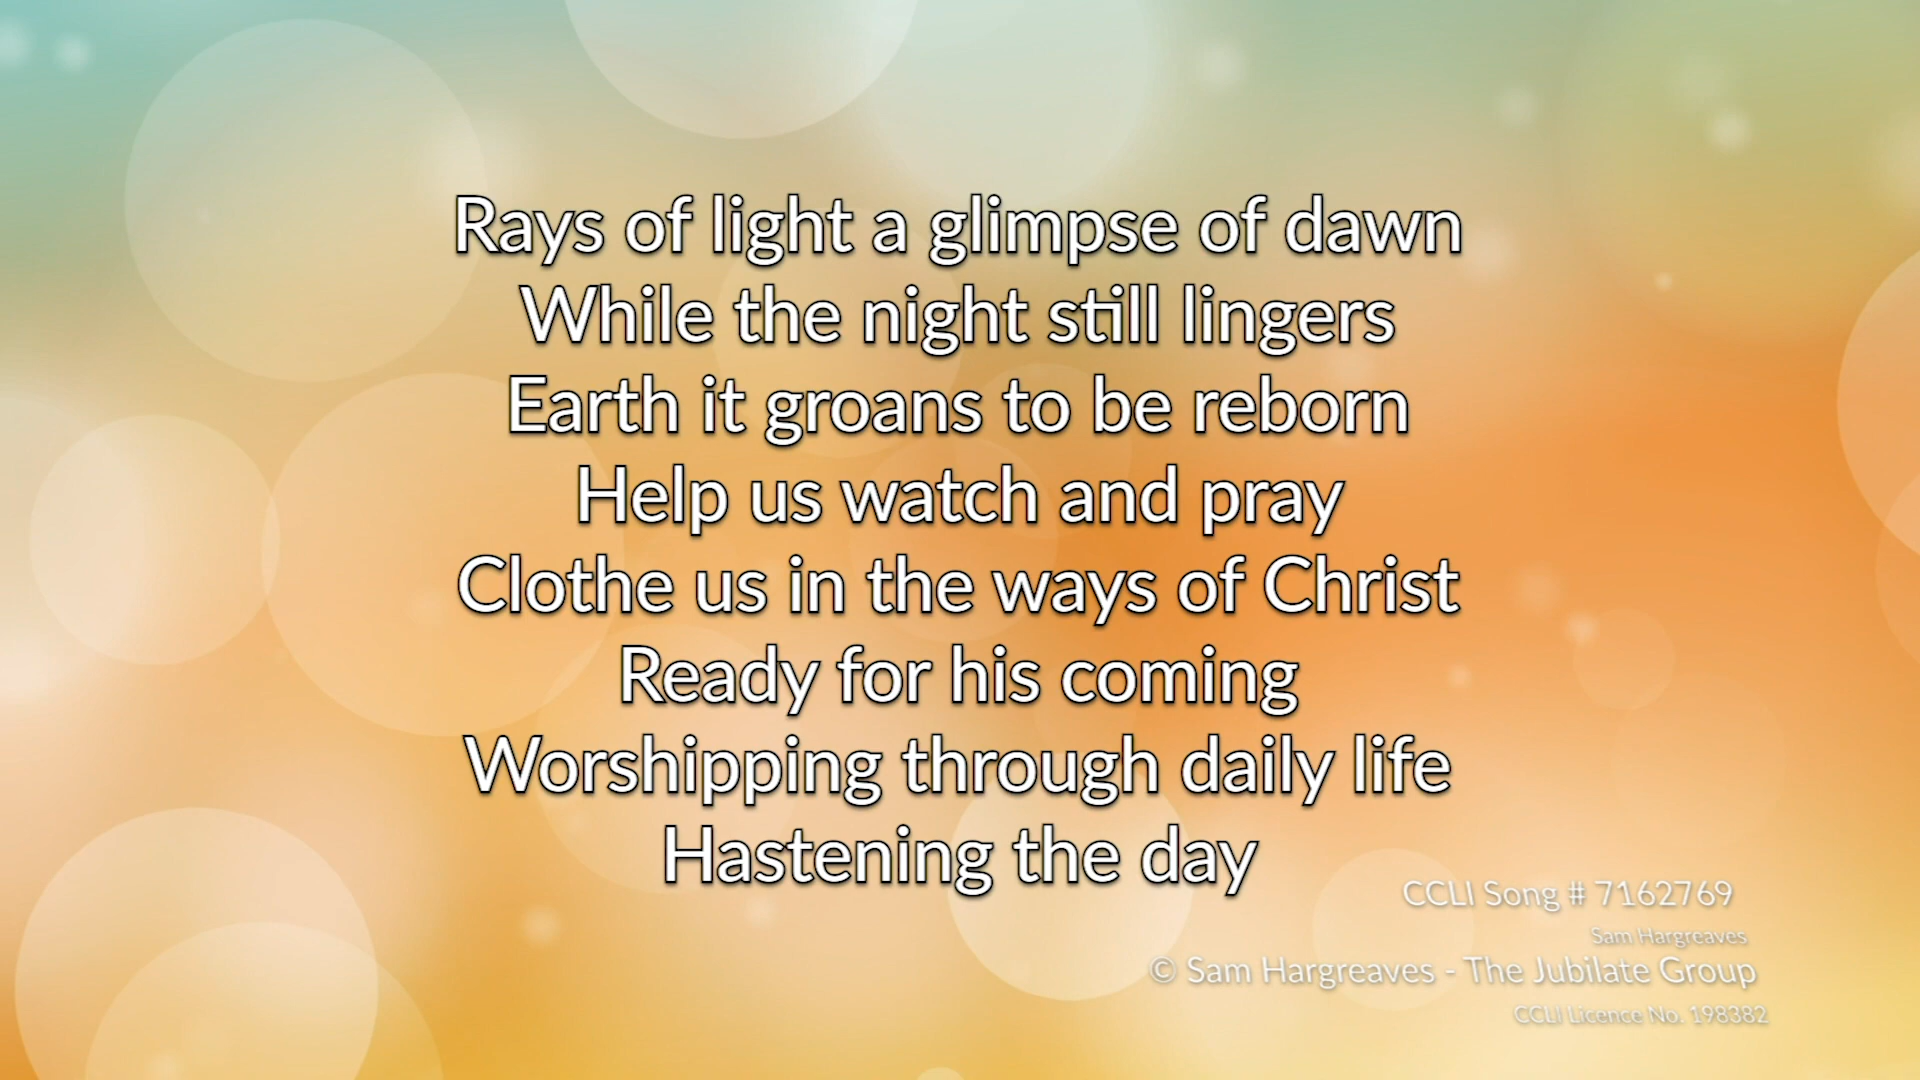 Rays of light a glimpse of dawn
While the night still lingers
Earth it groans to be reborn
Help us watch and pray
Clothe us in the ways of Christ
Ready for his coming
Worshipping through daily life
Hastening the day
CCLI Song # 7162769
Sam Hargreaves
© Sam Hargreaves - The Jubilate Group
CCLI Licence No. 198382